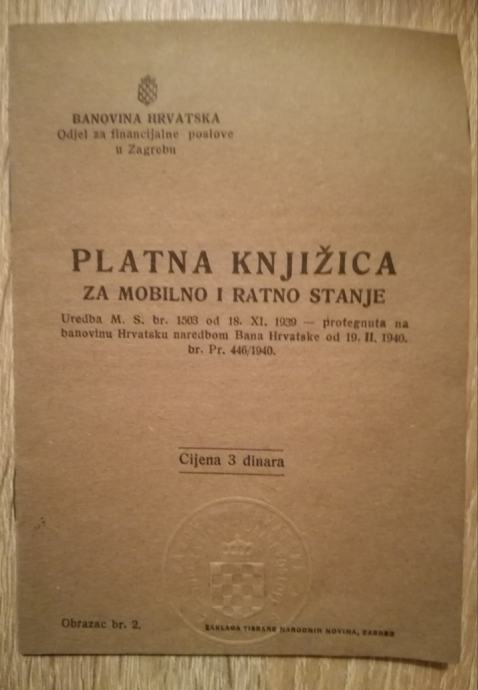 BANOVINA HRVATSKA
Odjel za financijalne poslove
u Zagrebu
PLATNA KNJIŽICA
ZA MOBILNO I RATNO STANJE
Uredba M. S. br. 1503 od 18. XI. 1939 — protegnuta na
banovinu Hrvatsku naredbom Bana Hrvatske od 19. II. 1940.
br. Pr. 446/1940.
Cijena 3 dinara
Obrazac br. 2.
ZAKLADA TISKARE NARODNIH NOVINA, ZAGREB